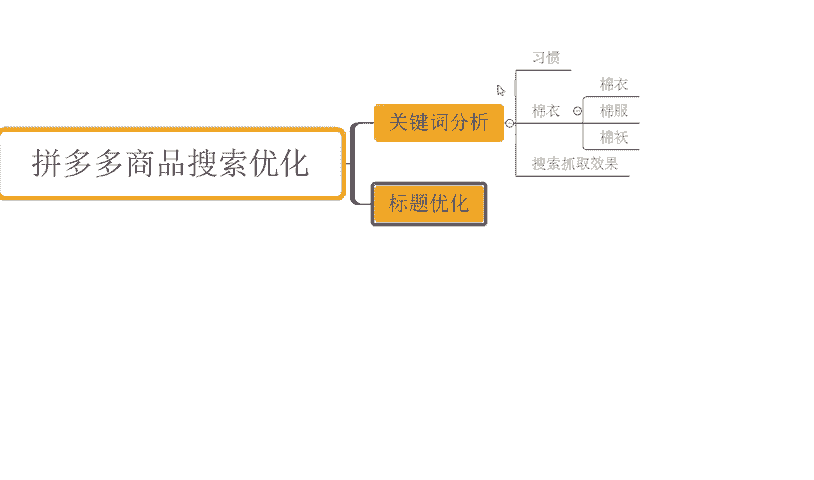 拼多多商品搜索优化
关键词分析
习惯
棉衣
棉衣
棉服
棉袄
搜索抓取效果
标题优化